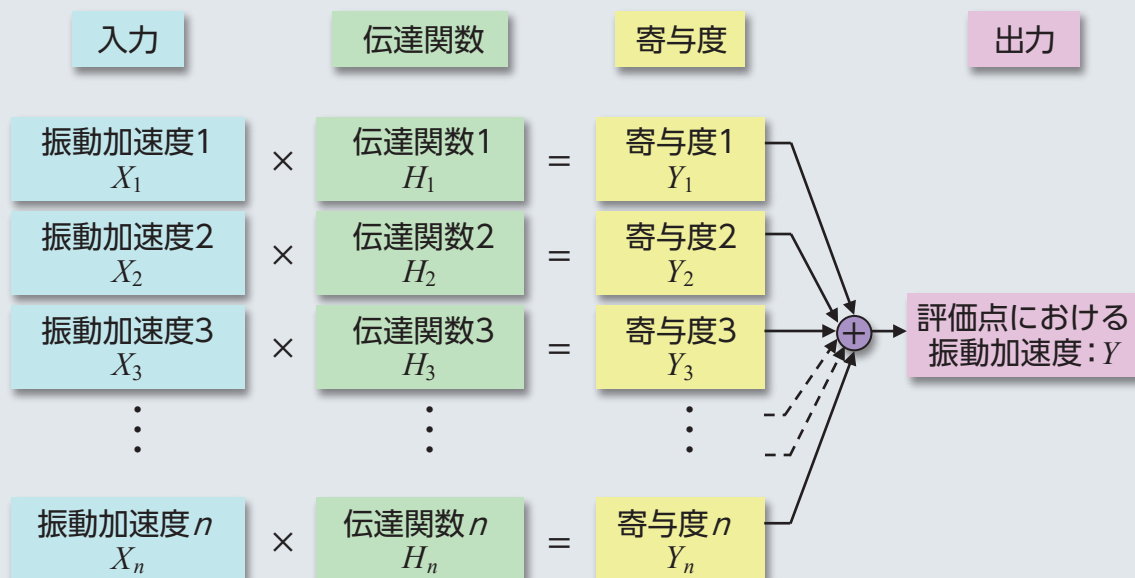 入力 伝達関数 寄与度 出力
振動加速度1 伝達関数1 寄与度1
X₁ × H₁ = Y₁
振動加速度2 伝達関数2 寄与度2
X₂ × H₂ = Y₂
振動加速度3 伝達関数3 寄与度3
X₃ × H₃ = Y₃
+
評価点における
振動加速度：Y
⋮ ⋮ ⋮
振動加速度n 伝達関数n 寄与度n
Xₙ × Hₙ = Yₙ